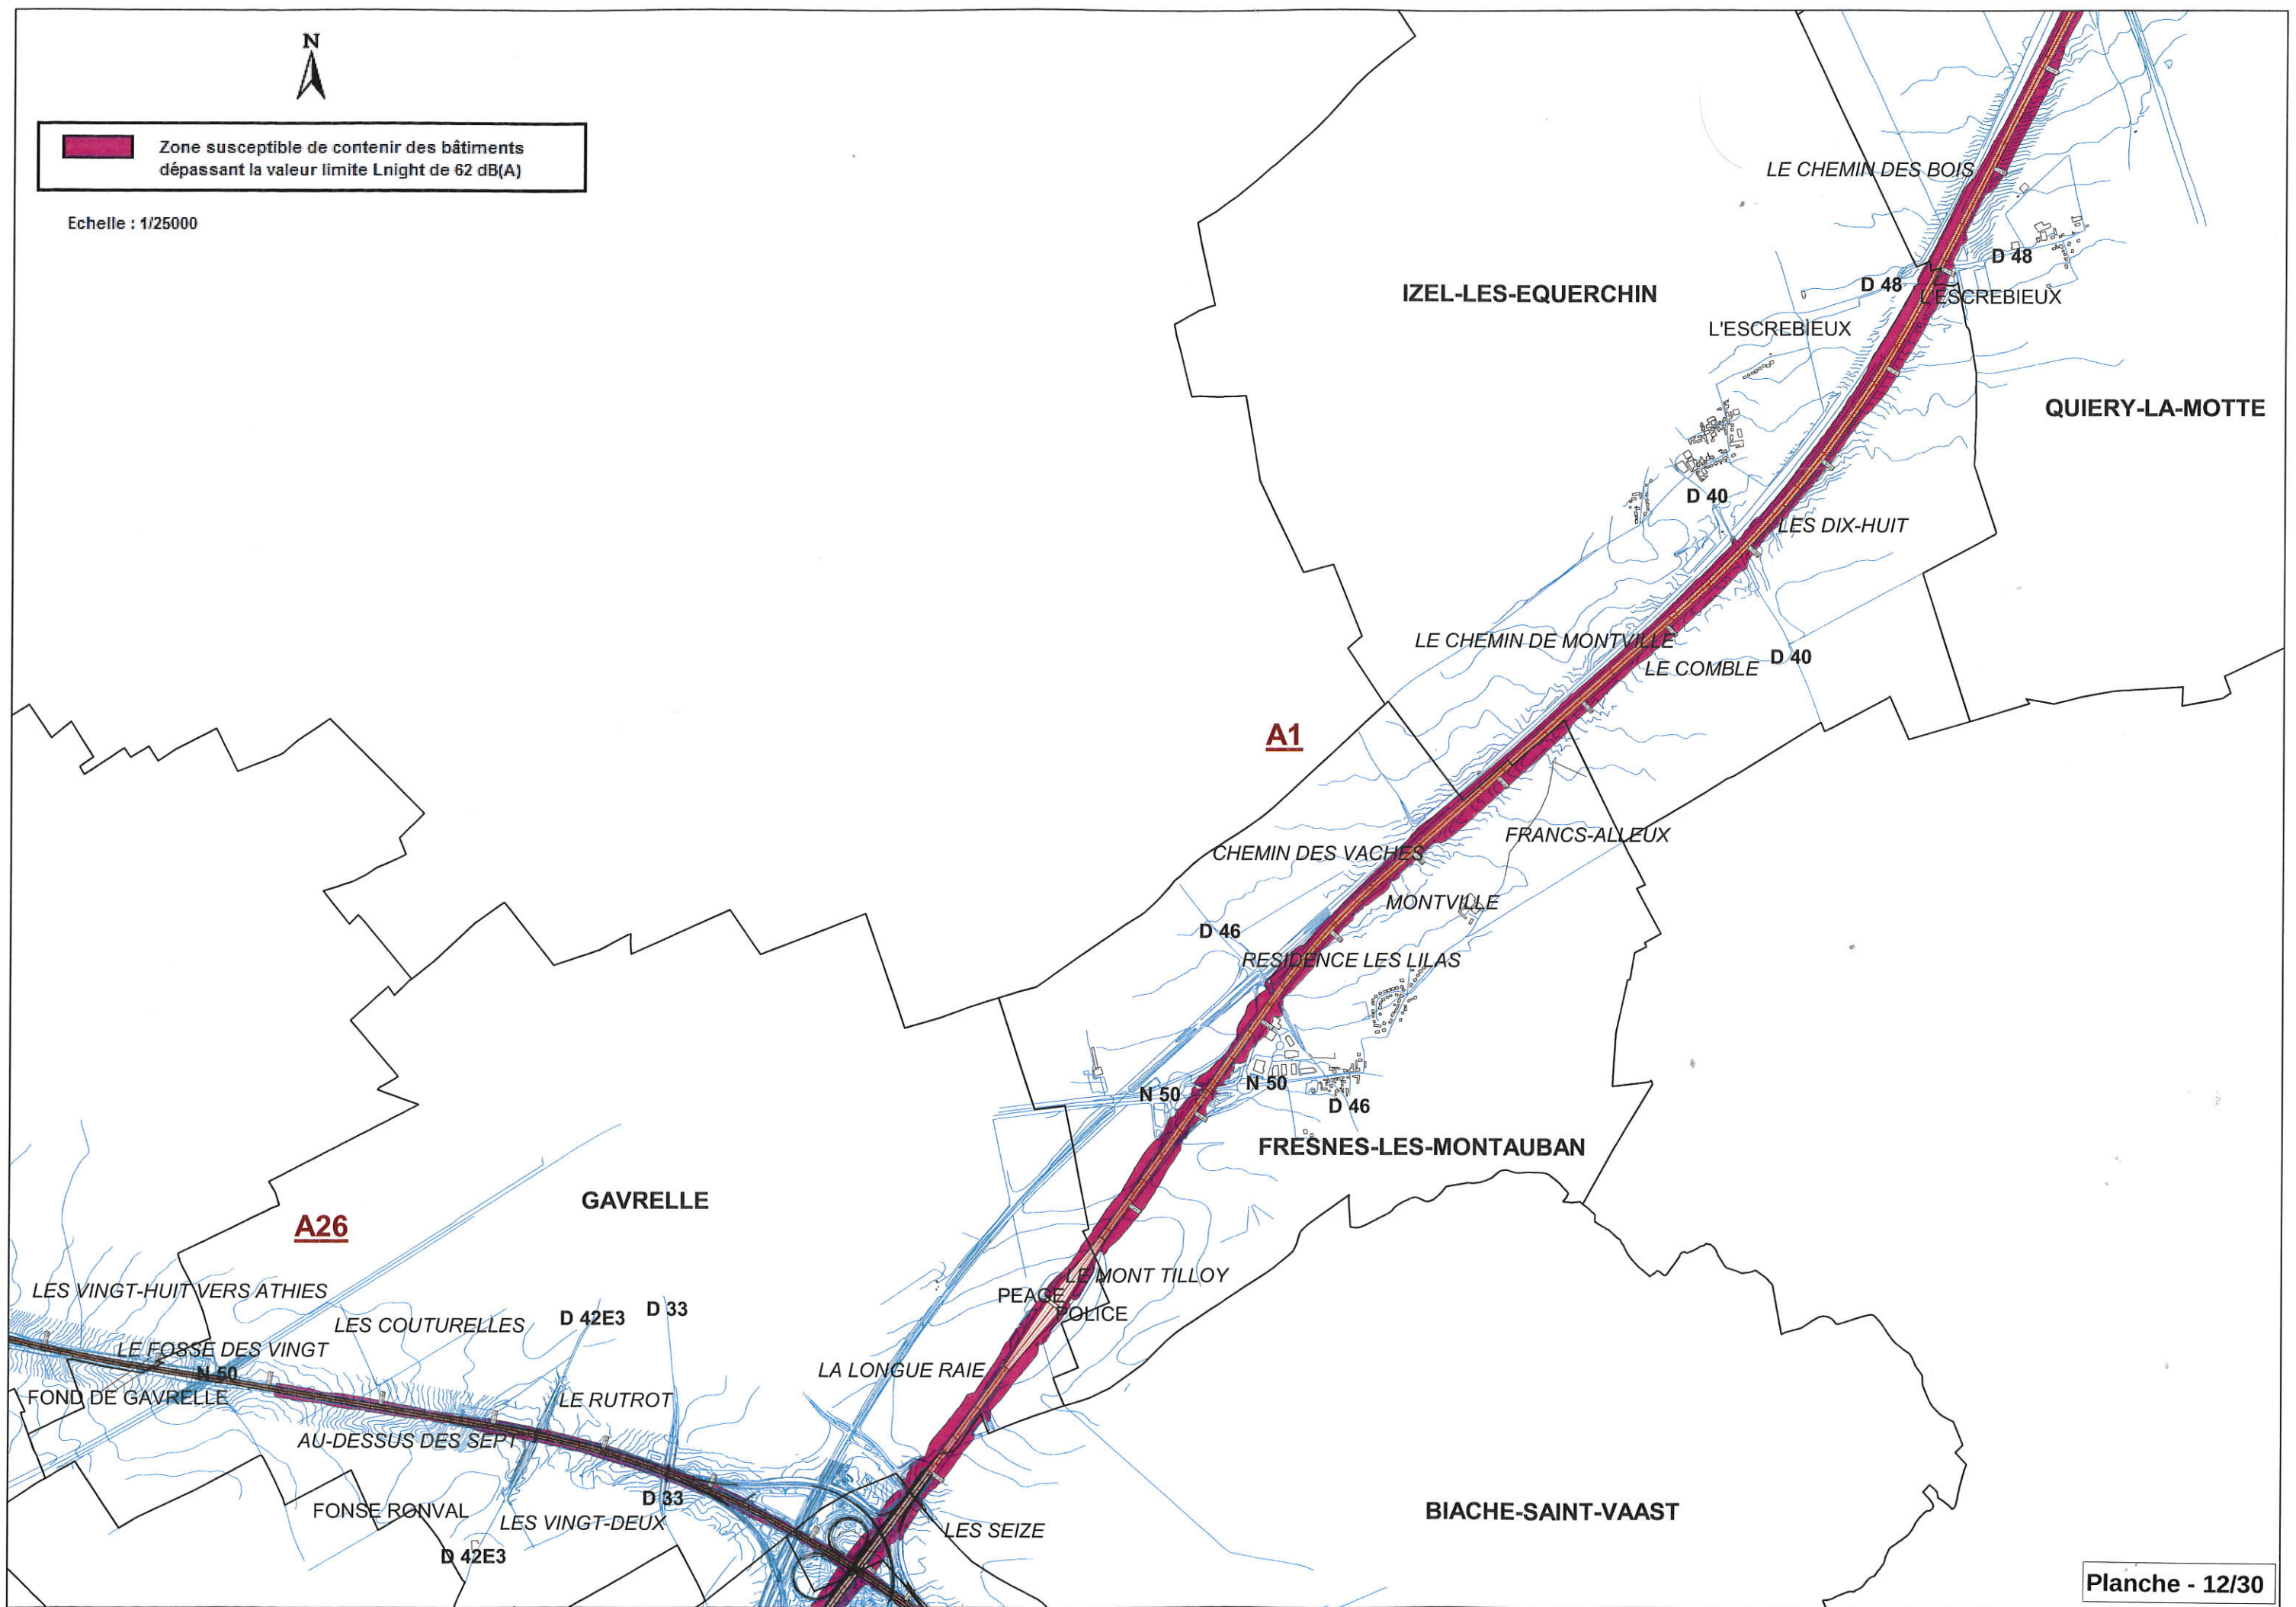 N
Zone susceptible de contenir des bâtiments
dépassant la valeur limite Lnight de 62 dB(A)
Echelle : 1/25000
LE CHEMIN DES BOIS
D 48
D 48
IZEL-LES-EQUERCHIN
L'ESCREBIEUX
L'ESCREBIEUX
QUIERY-LA-MOTTE
D 40
LES DIX-HUIT
LE CHEMIN DE MONTVILLE
D 40
LE COMBLE
A1
FRANCS-ALLEUX
CHEMIN DES VACHES
MONTVILLE
D 46
RESIDENCE LES LILAS
N 50
N 50
D 46
FRESNES-LES-MONTAUBAN
GAVRELLE
A26
LE MONT TILLOY
LES VINGT-HUIT VERS ATHIES
PEAGE
POLICE
D 33
D 42E3
LES COUTURELLES
LE FOSSE DES VINGT
N 50
LA LONGUE RAIE
FOND DE GAVRELLE
LE RUTROT
AU-DESSUS DES SEPT
D 33
FONSE RONVAL
LES VINGT-DEUX
LES SEIZE
BIACHE-SAINT-VAAST
D 42E3
Planche - 12/30